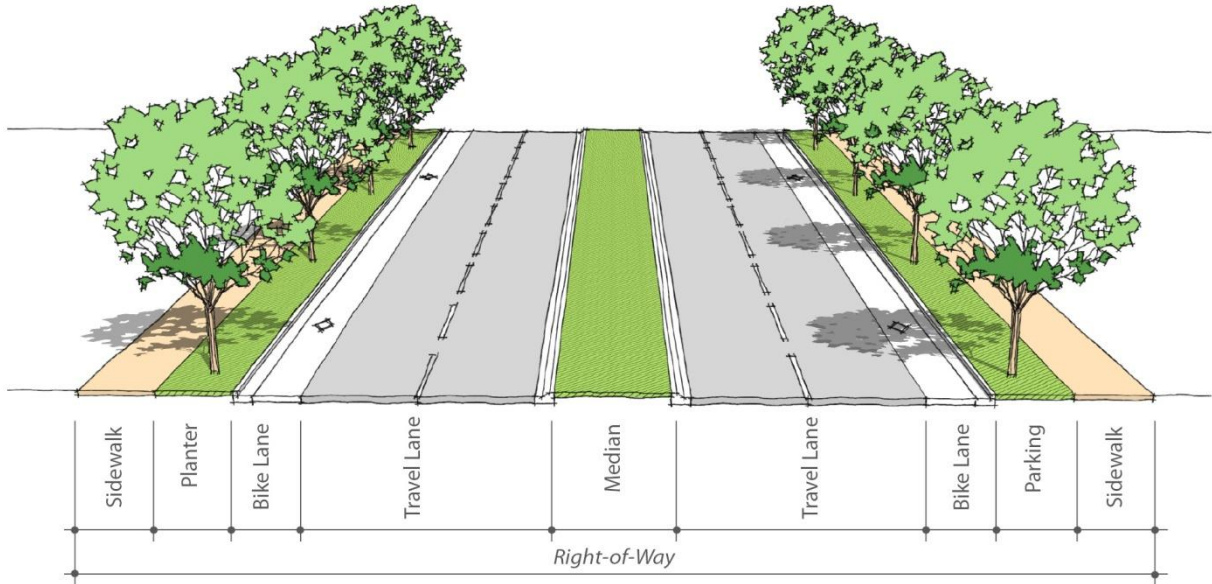 Sidewalk
Planter
Bike Lane
Travel Lane
Median
Travel Lane
Bike Lane
Parking
Sidewalk
Right-of-Way